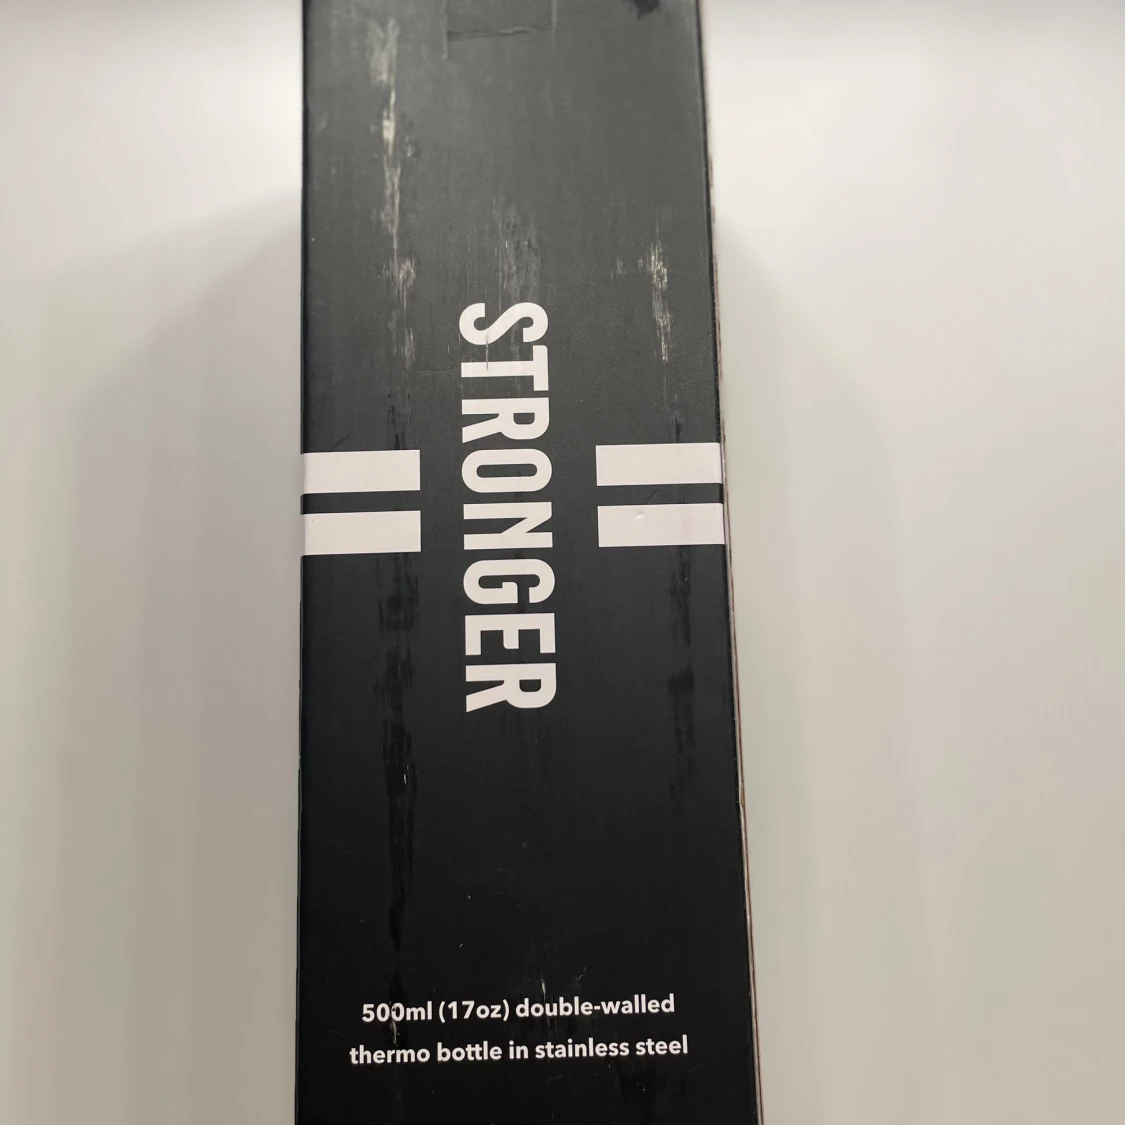 STRONGER
500ml (17oz) double-walled
thermo bottle in stainless steel